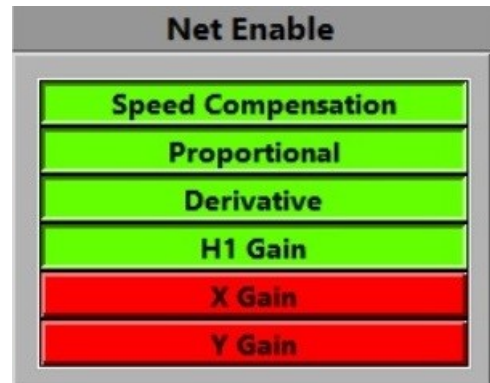 Net Enable
Speed Compensation
Proportional
Derivative
H1 Gain
X Gain
Y Gain